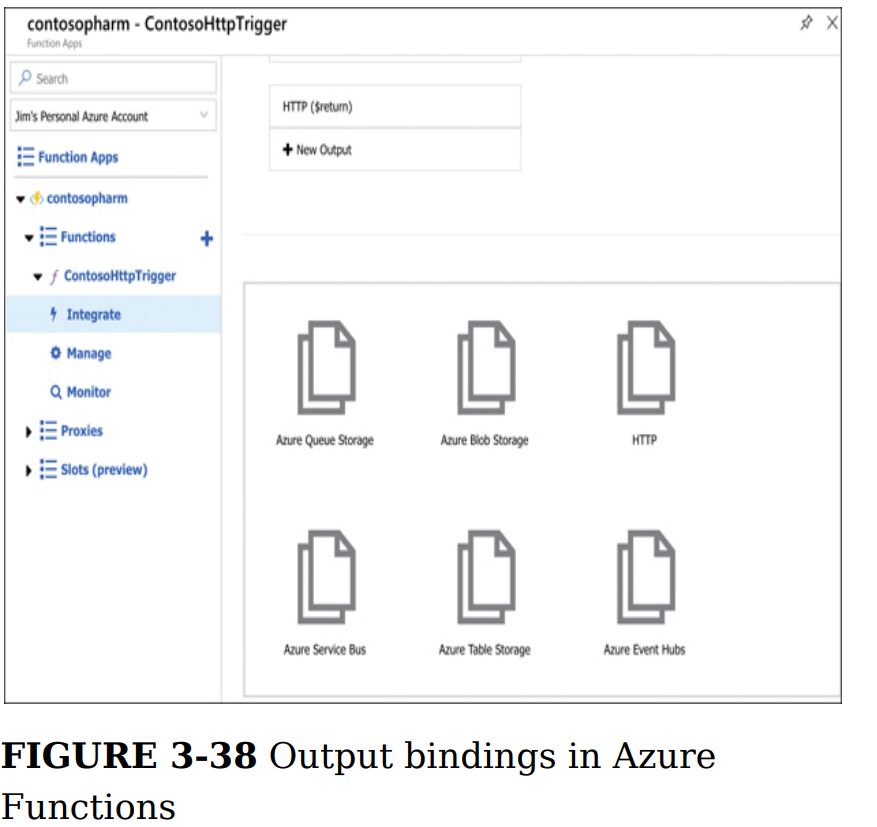 contosopharm - ContosoHttpTrigger
Function Apps
Search
Jim's Personal Azure Account
Function Apps
contosopharm
Functions
ContosoHttpTrigger
Integrate
Manage
Monitor
Proxies
Slots (preview)
HTTP ($return)
New Output
Azure Queue Storage
Azure Blob Storage
HTTP
Azure Service Bus
Azure Table Storage
Azure Event Hubs
FIGURE 3-38 Output bindings in Azure
Functions